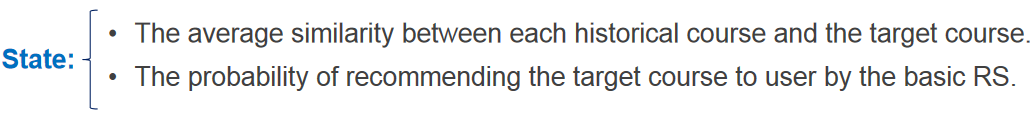 State:
• The average similarity between each historical course and the target course.
• The probability of recommending the target course to user by the basic RS.